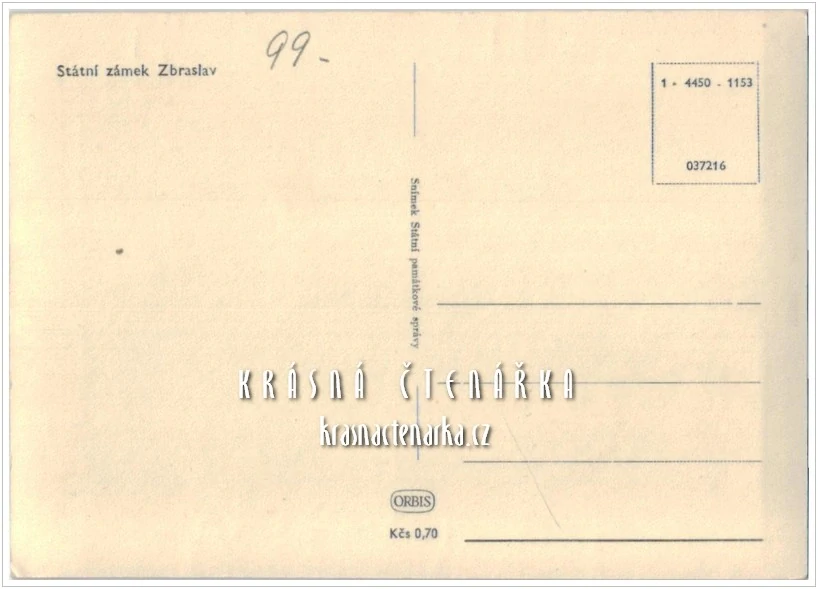 Státní zámek Zbraslav
99.-
1 - 4450 - 1153
037216
Snímek Státní památkové správy
KRÁSNÁ ČTENÁŘKA
krasnactenarka.cz
ORBIS
Kčs 0,70